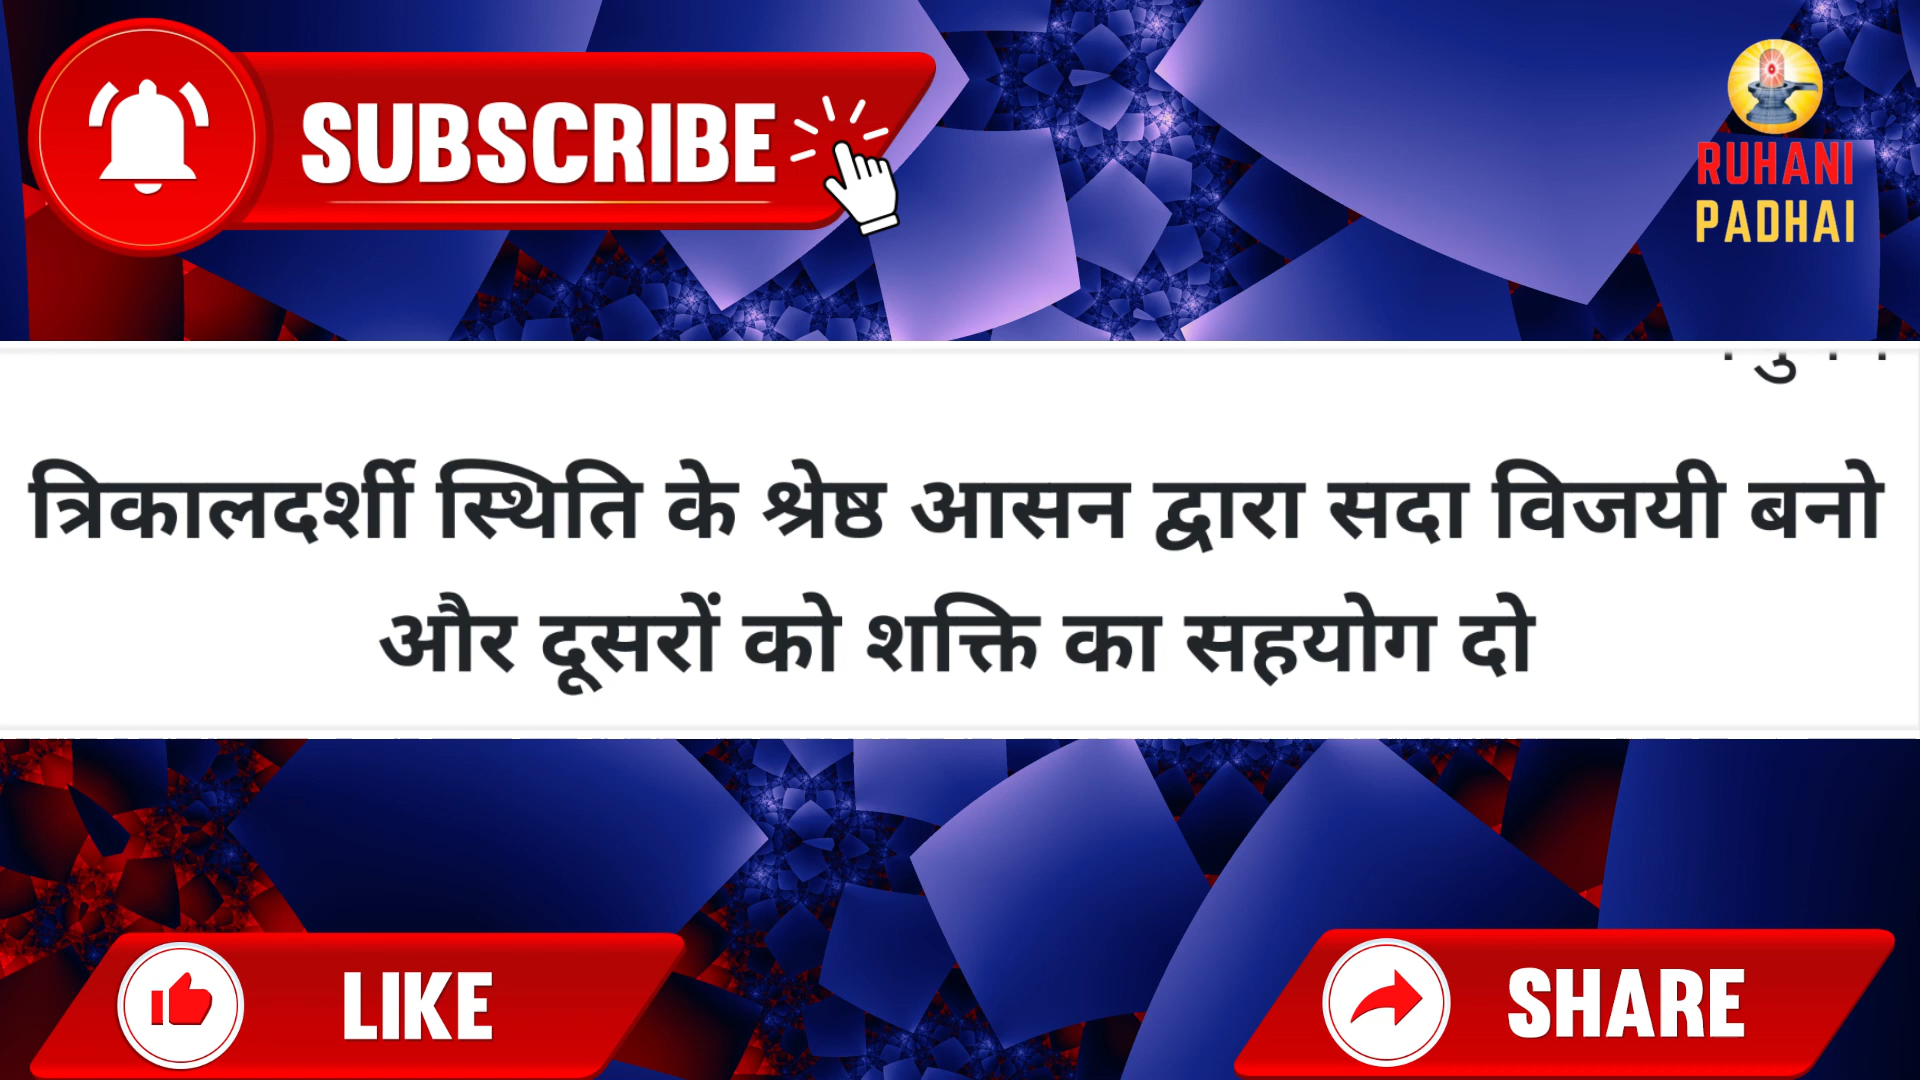 SUBSCRIBE
RUHANI
PADHAI
त्रिकालदर्शी स्थिति के श्रेष्ठ आसन द्वारा सदा विजयी बनो
और दूसरों को शक्ति का सहयोग दो
LIKE
SHARE